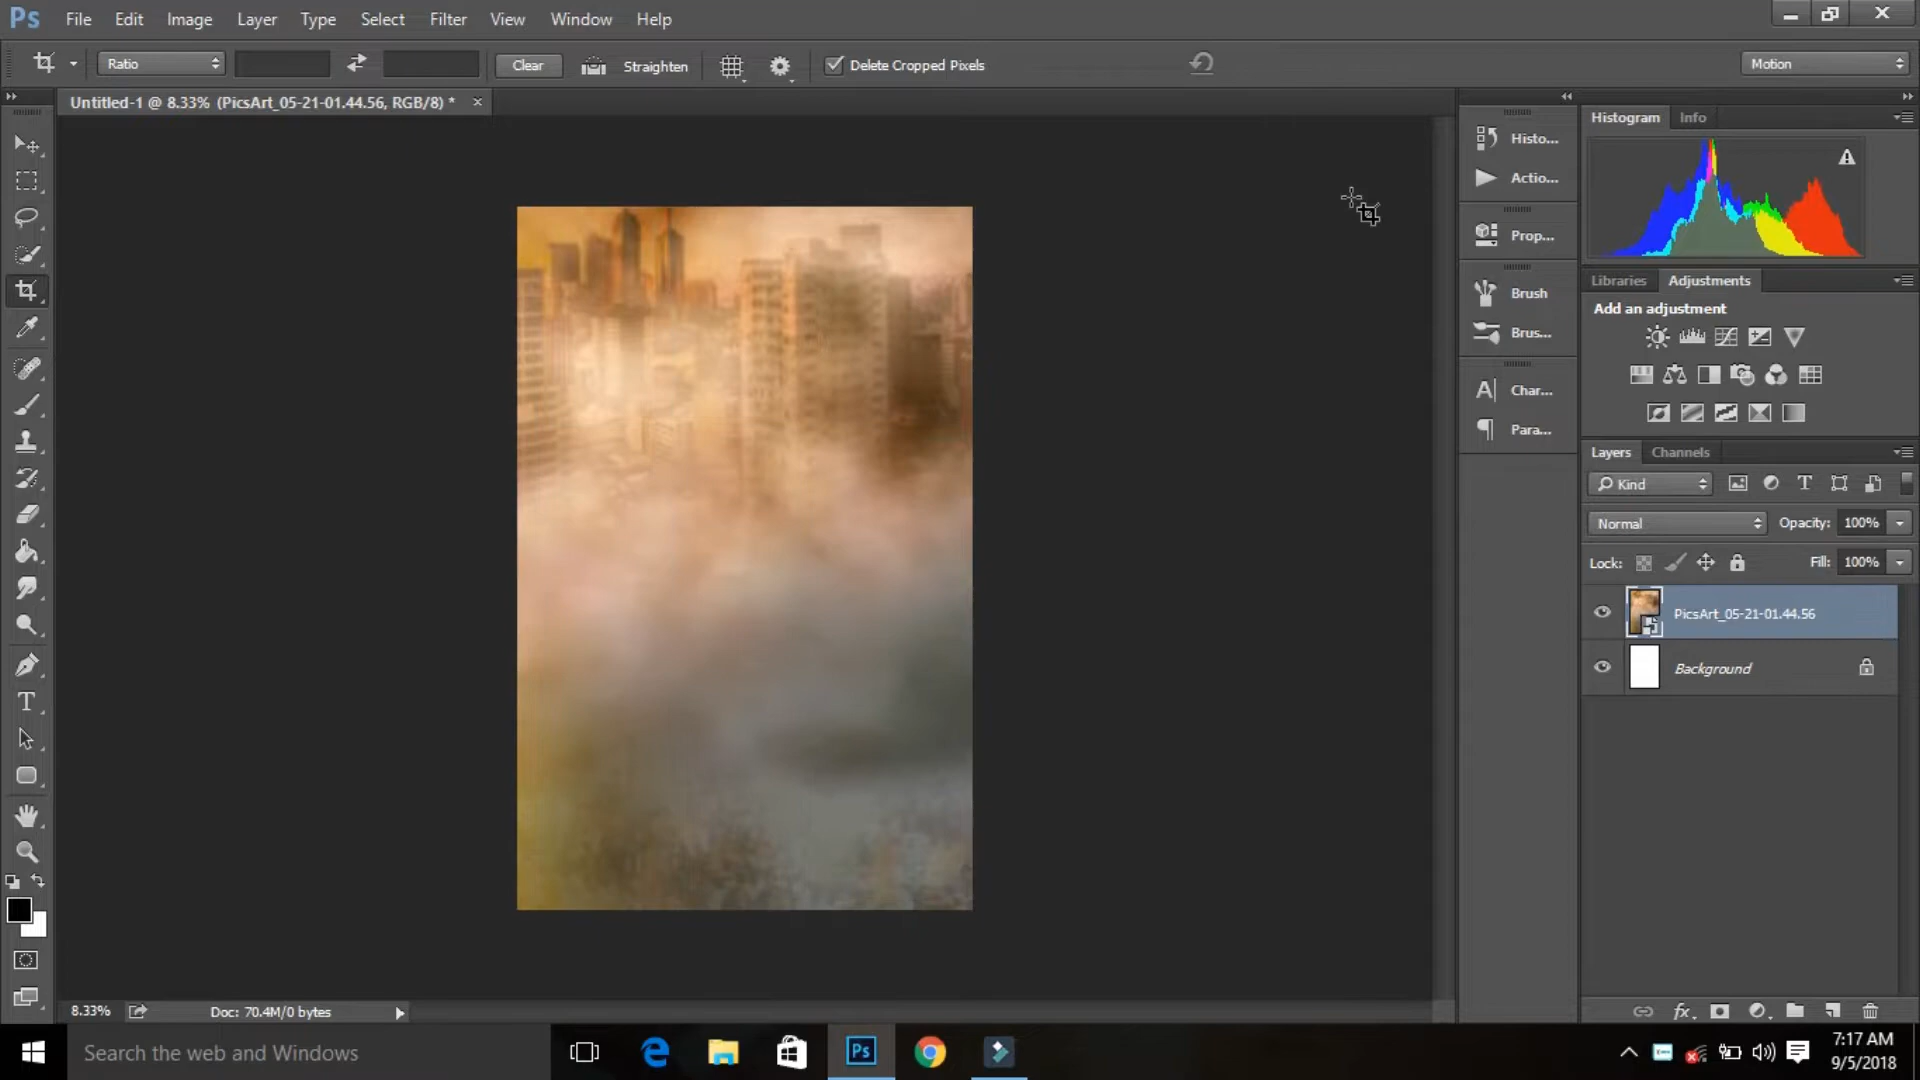 Ps File Edit Image Layer Type Select Filter View Window Help
Ratio Clear Straighten Delete Cropped Pixels Motion
Untitled-1 @ 8.33% (PicsArt_05-21-01.44.56, RGB/8) * ×
Histo...
Actio...
Prop...
Brush
Brus...
Char...
Para...
Histogram Info
Libraries Adjustments
Add an adjustment
Layers Channels
Kind
Normal Opacity: 100%
Lock: Fill: 100%
PicsArt_05-21-01.44.56
Background
8.33% Doc: 70.4M/0 bytes
Search the web and Windows
Ps
7:17 AM
9/5/2018